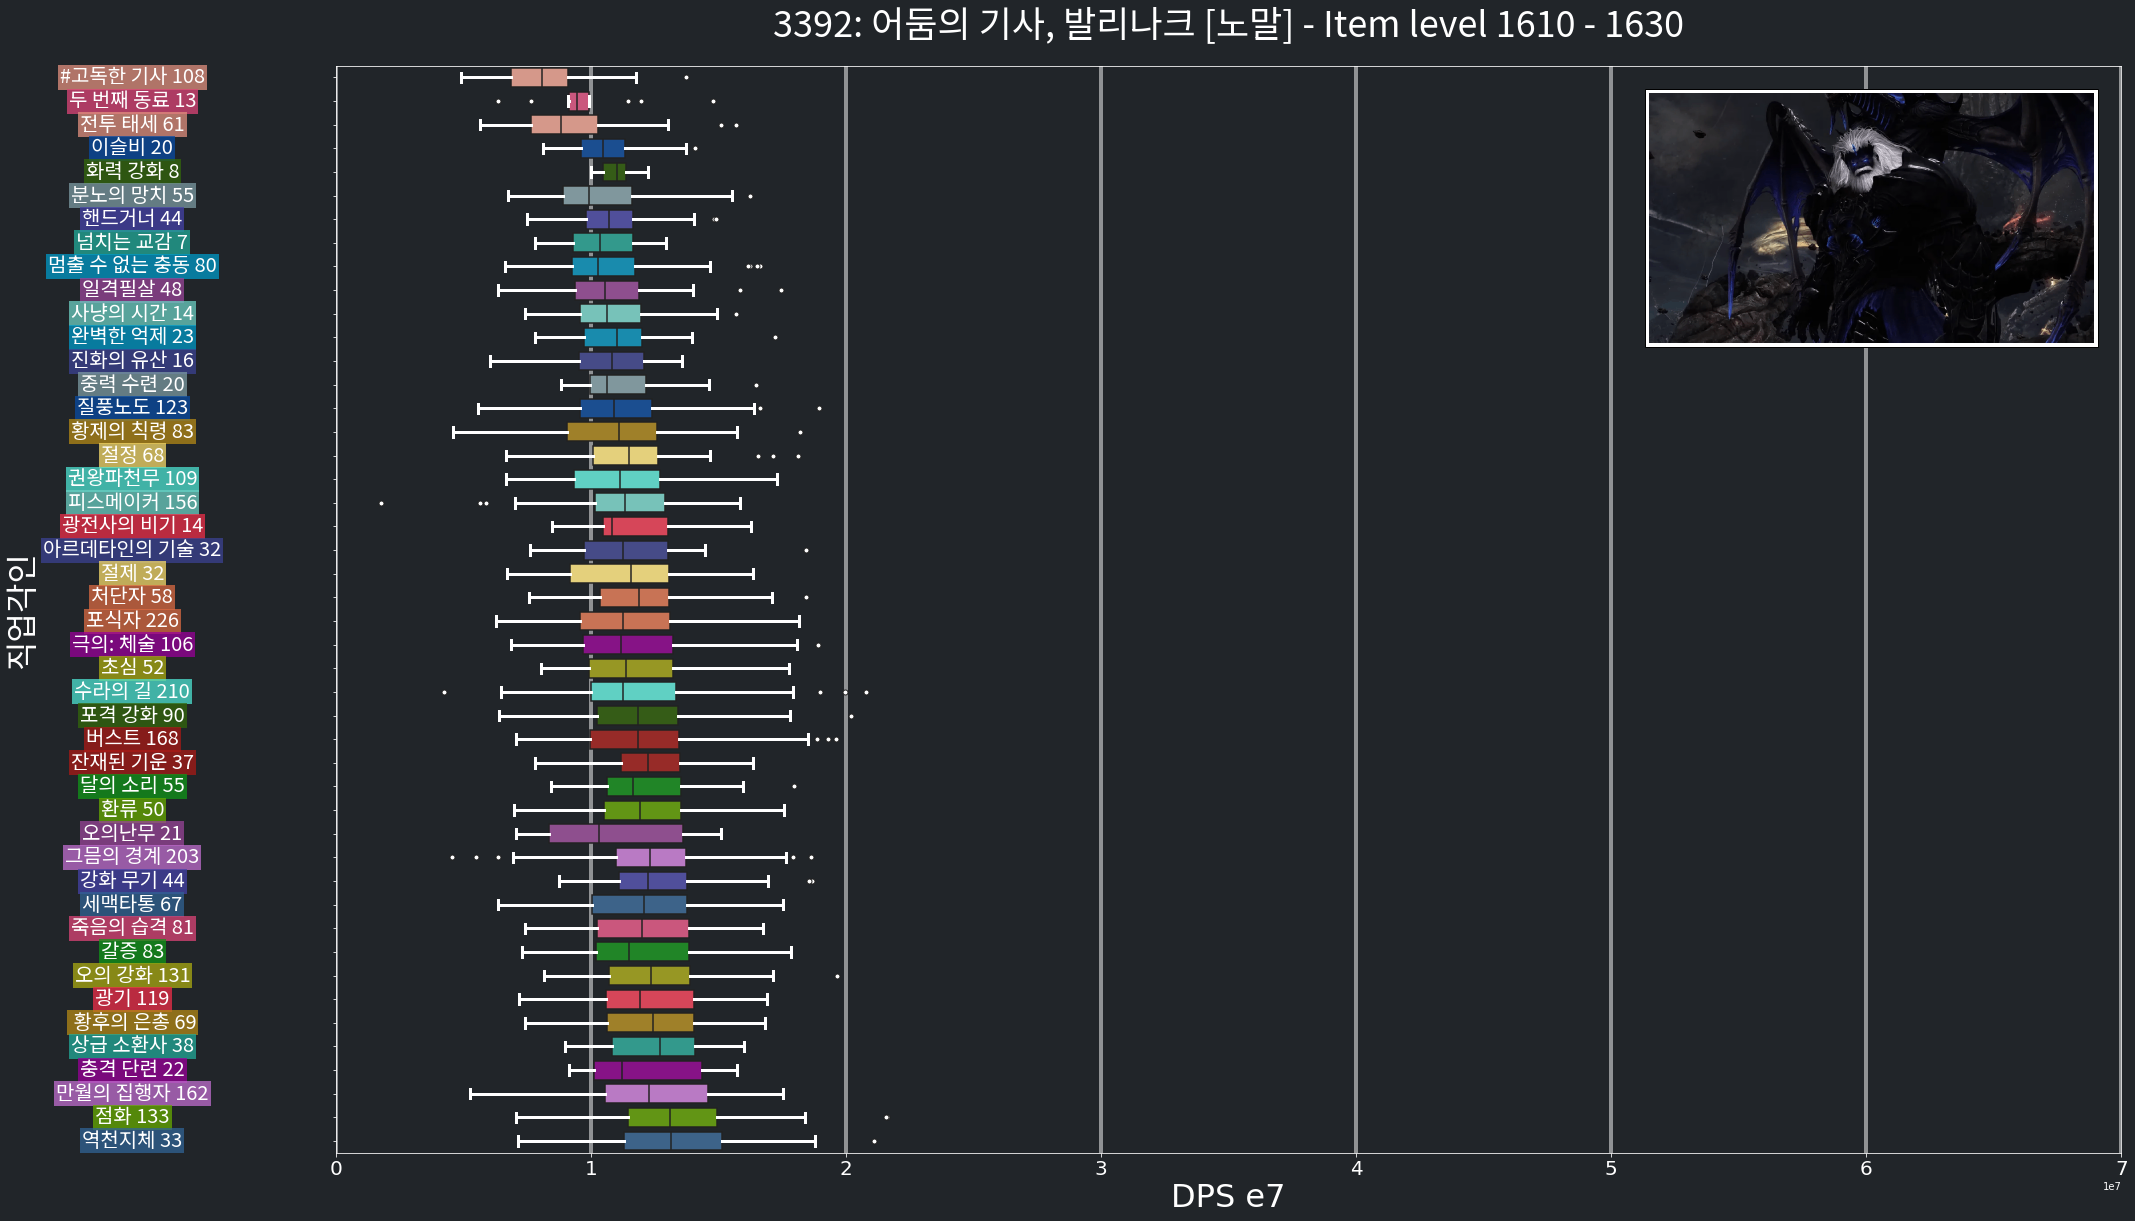 3392: 어둠의 기사, 발리나크 [노말] - Item level 1610 - 1630
#고독한 기사 108
두 번째 동료 13
전투 태세 61
이슬비 20
화력 강화 8
분노의 망치 55
핸드거너 44
넘치는 교감 7
멈출 수 없는 충동 80
일격필살 48
사냥의 시간 14
완벽한 억제 23
진화의 유산 16
중력 수련 20
질풍노도 123
황제의 칙령 83
절정 68
권왕파천무 109
피스메이커 156
광전사의 비기 14
아르데타인의 기술 32
절제 32
처단자 58
포식자 226
극의: 체술 106
초심 52
수라의 길 210
포격 강화 90
버스트 168
잔재된 기운 37
달의 소리 55
환류 50
오의난무 21
그믐의 경계 203
강화 무기 44
세맥타통 67
죽음의 습격 81
갈증 83
오의 강화 131
광기 119
황후의 은총 69
상급 소환사 38
충격 단련 22
만월의 집행자 162
점화 133
역천지체 33
직업각인
0 1 2 3 4 5 6 7
1e7
DPS e7